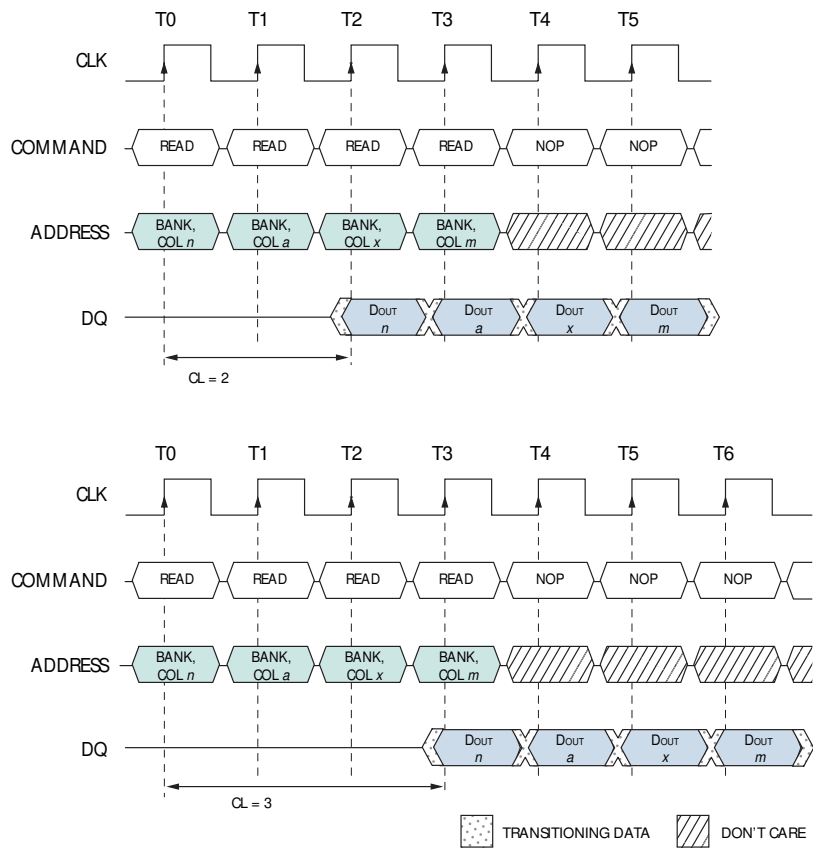 T0 T1 T2 T3 T4 T5
CLK
COMMAND READ READ READ READ NOP NOP
ADDRESS BANK, COL n BANK, COL a BANK, COL x BANK, COL m
DQ DOUT n DOUT a DOUT x DOUT m
CL = 2
T0 T1 T2 T3 T4 T5 T6
CLK
COMMAND READ READ READ READ NOP NOP NOP
ADDRESS BANK, COL n BANK, COL a BANK, COL x BANK, COL m
DQ DOUT n DOUT a DOUT x DOUT m
CL = 3
TRANSITIONING DATA DON'T CARE